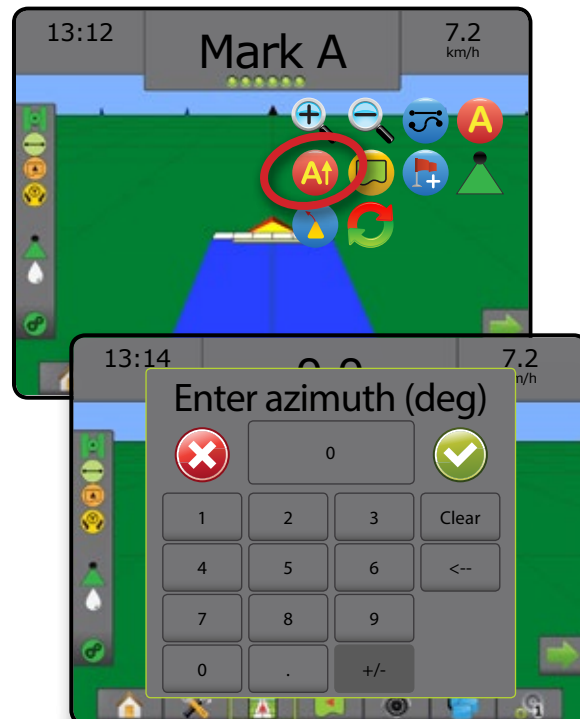 13:12
Mark A
7.2
km/h
A
A↑
13:14
7.2
Enter azimuth (deg)
0
1 2 3 Clear
4 5 6 <--
7 8 9
0 . +/-